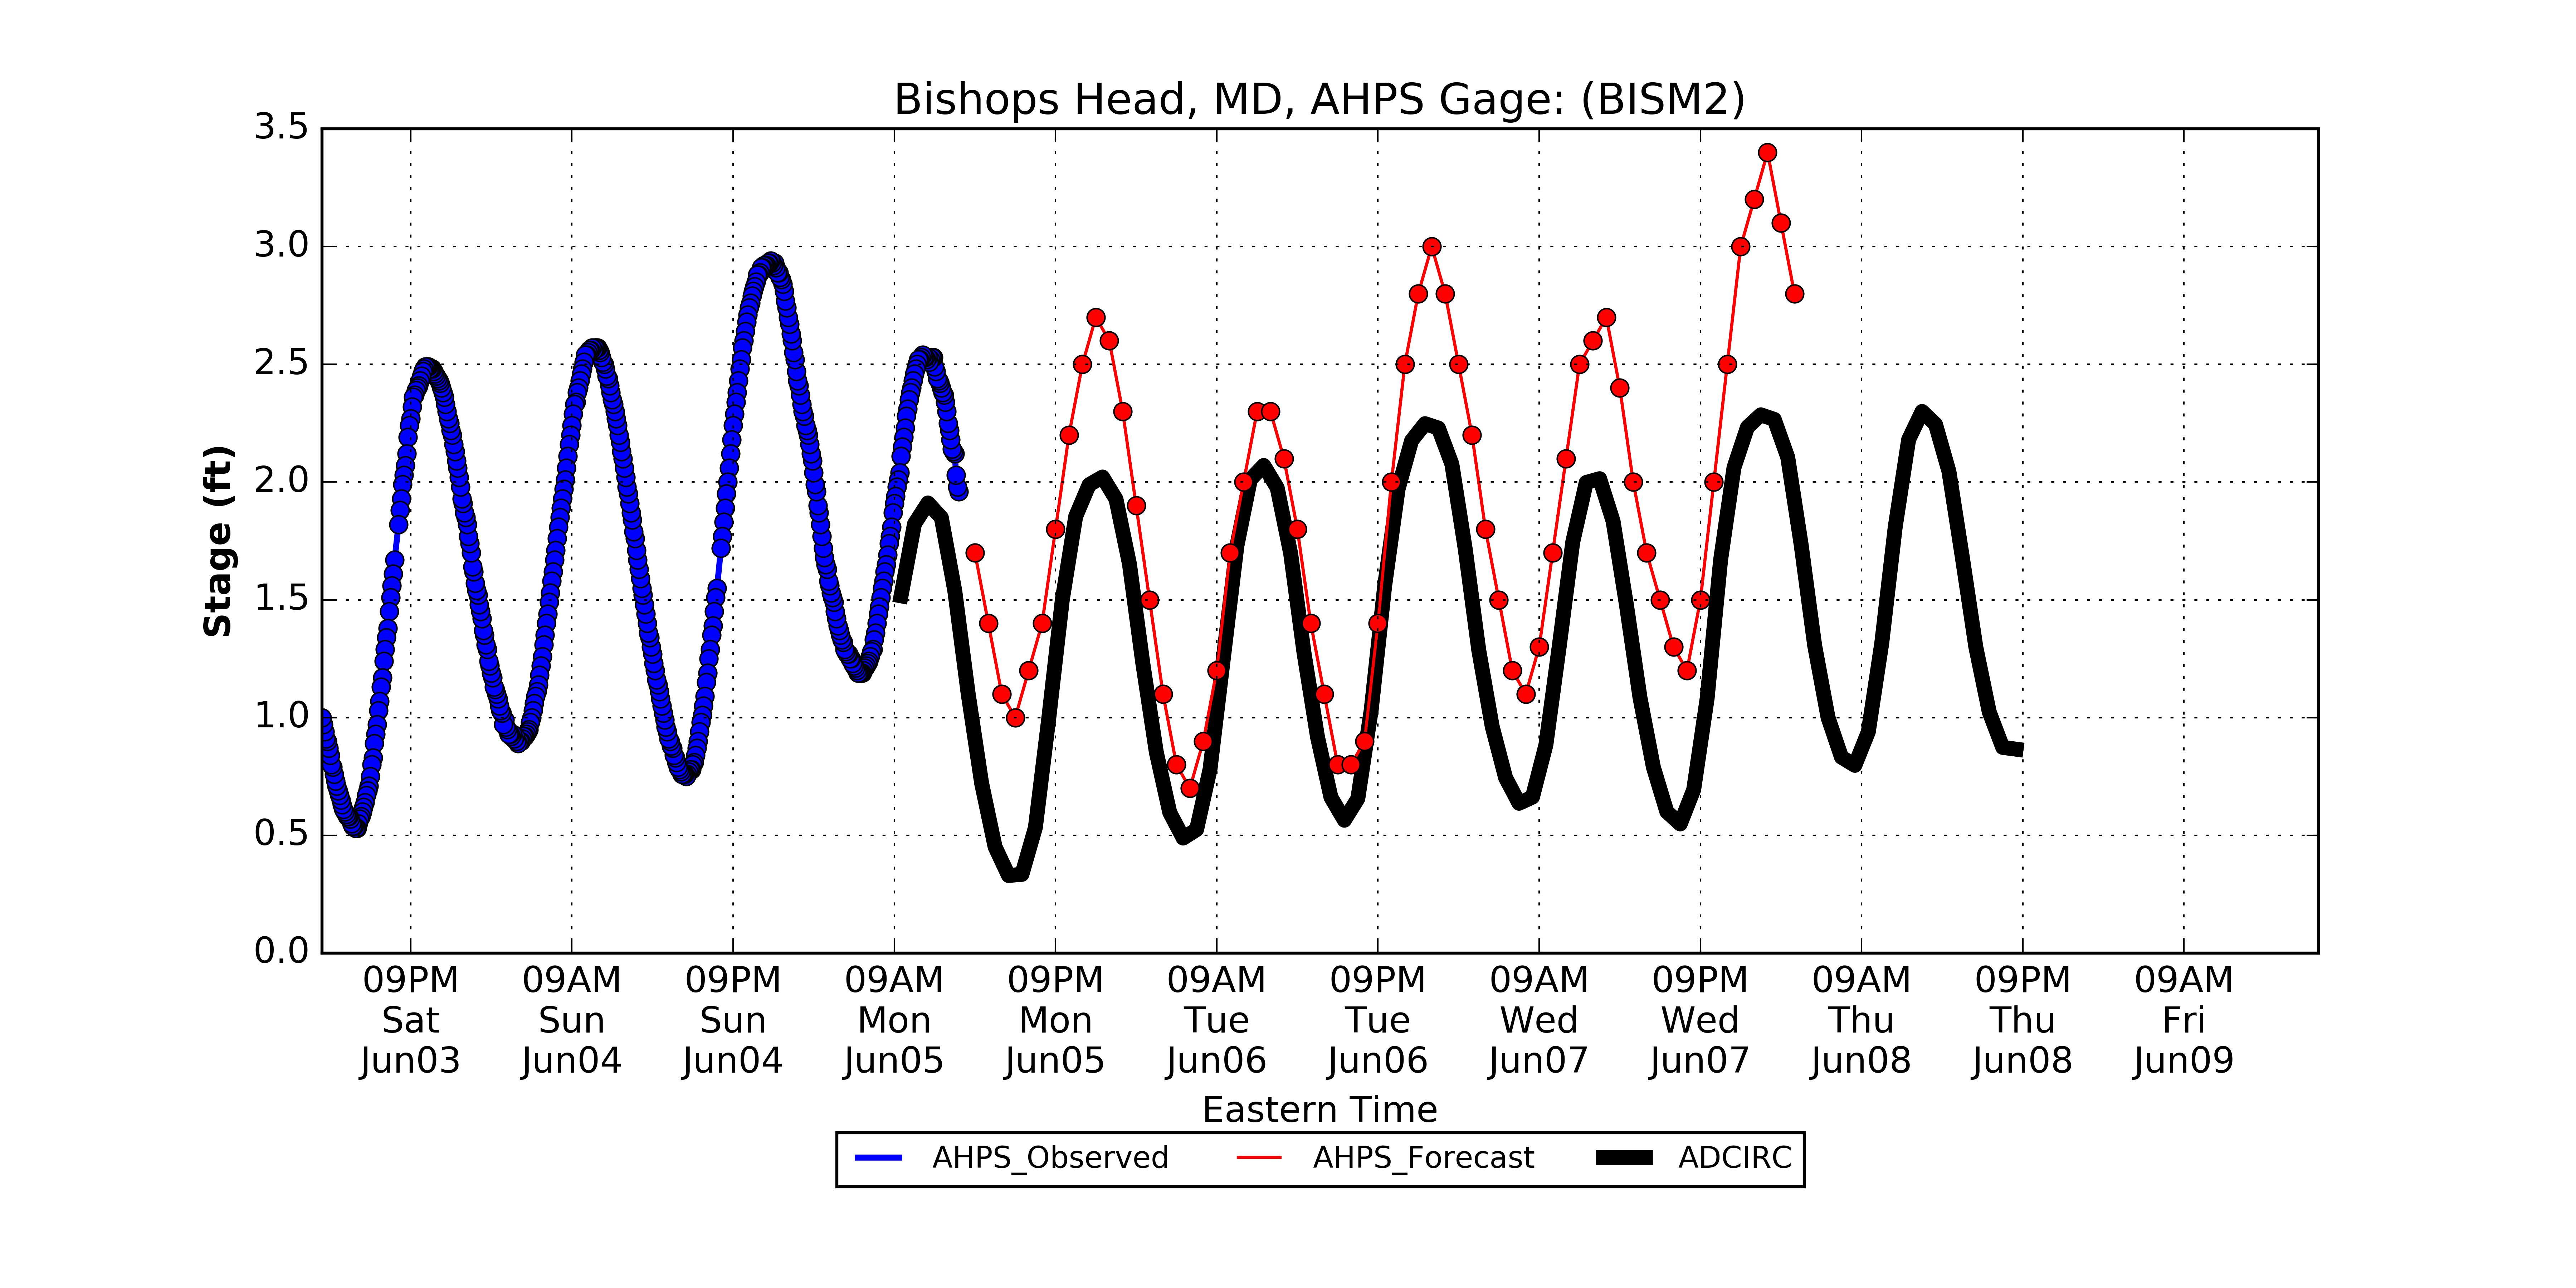 Bishops Head, MD, AHPS Gage: (BISM2)
3.5
3.0
2.5
2.0
1.5
1.0
0.5
0.0
Stage (ft)
09PM 09AM 09PM 09AM 09PM 09AM 09PM 09AM 09PM 09AM 09PM 09AM
Sat Sun Sun Mon Mon Tue Tue Wed Wed Thu Thu Fri
Jun03 Jun04 Jun04 Jun05 Jun05 Jun06 Jun06 Jun07 Jun07 Jun08 Jun08 Jun09
Eastern Time
AHPS_Observed AHPS_Forecast ADCIRC